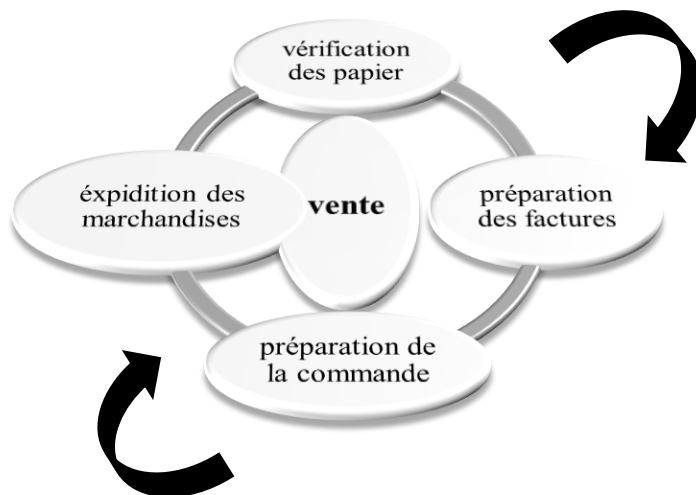 vérification
des papier
éxpidition des
marchandises
vente
préparation
des factures
préparation de
la commande